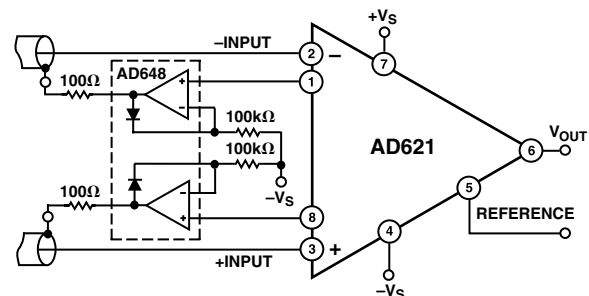 +VS
−INPUT
2
−
7
100Ω
AD648
+
1
−
100kΩ
AD621
VOUT
6
100kΩ
100Ω
−VS
5
−
8
REFERENCE
+
4
3
+
+INPUT
−VS